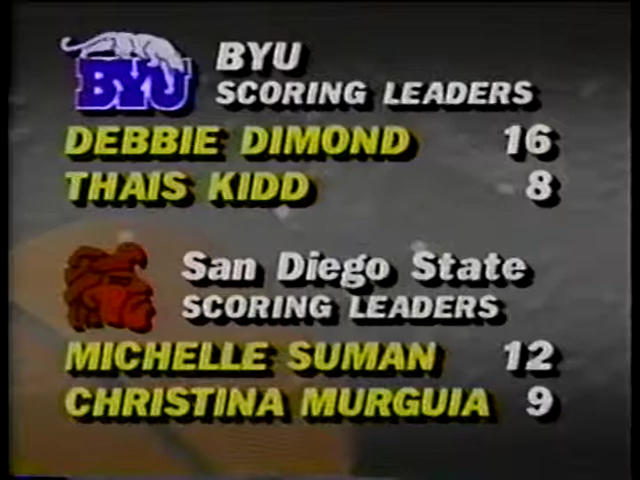 BYU
BYU
SCORING LEADERS
DEBBIE DIMOND 16
THAIS KIDD 8
San Diego State
SCORING LEADERS
MICHELLE SUMAN 12
CHRISTINA MURGUIA 9